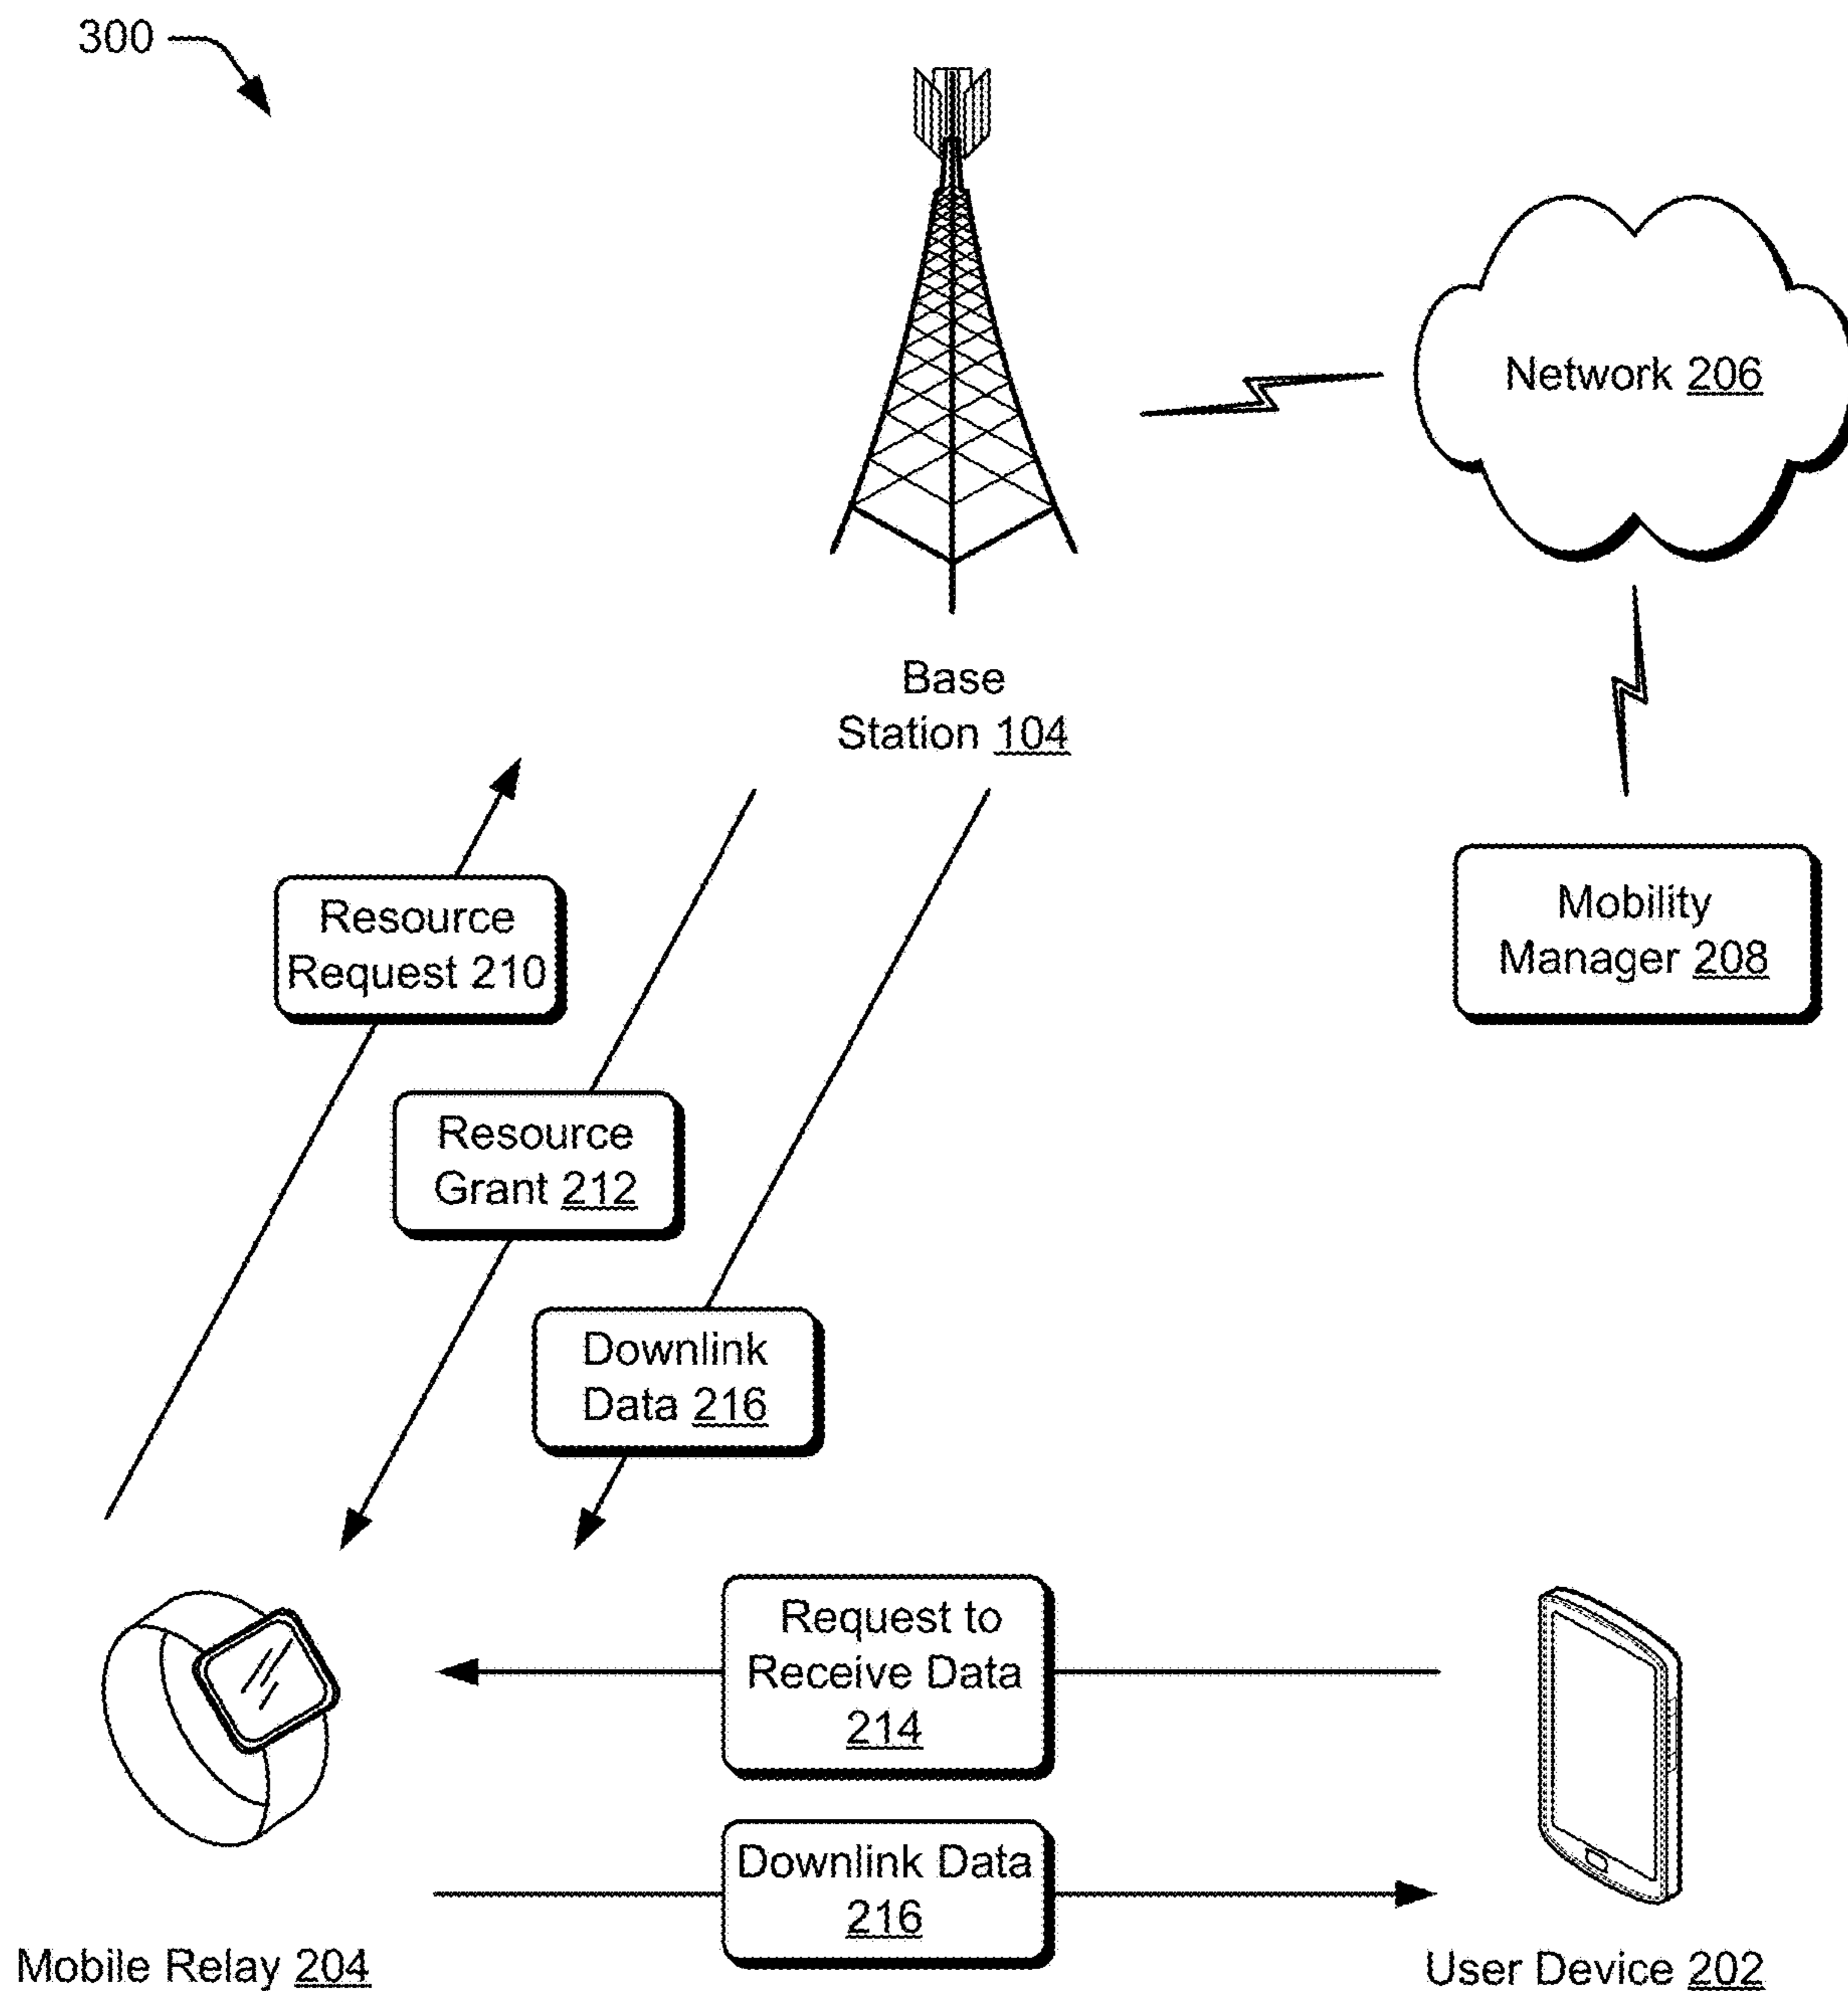 300
Network 206
Base
Station 104
Mobility
Manager 208
Resource
Request 210
Resource
Grant 212
Downlink
Data 216
Request to
Receive Data
214
Downlink Data
216
Mobile Relay 204
User Device 202